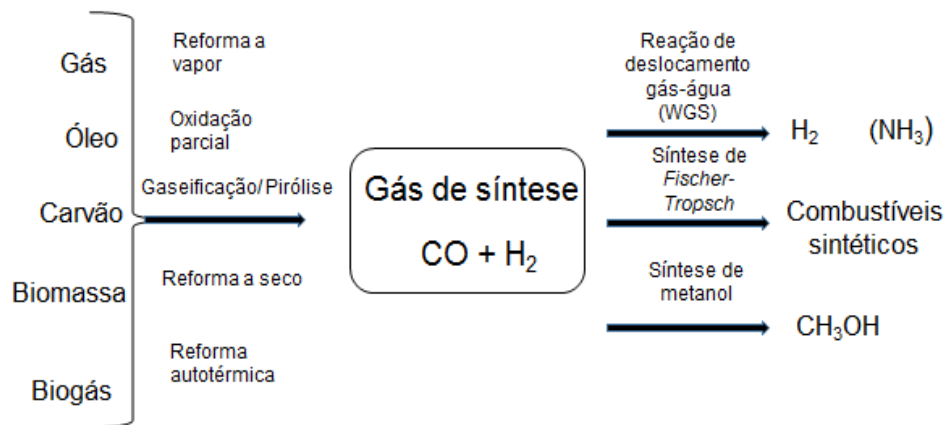 Gás
Óleo
Carvão
Biomassa
Biogás
Reforma a
vapor
Oxidação
parcial
Gaseificação/ Pirólise
Reforma a seco
Reforma
autotérmica
Gás de síntese
CO + H₂
Reação de
deslocamento
gás-água
(WGS)
H₂ (NH₃)
Síntese de
Fischer-
Tropsch
Combustíveis
sintéticos
Síntese de
metanol
CH₃OH